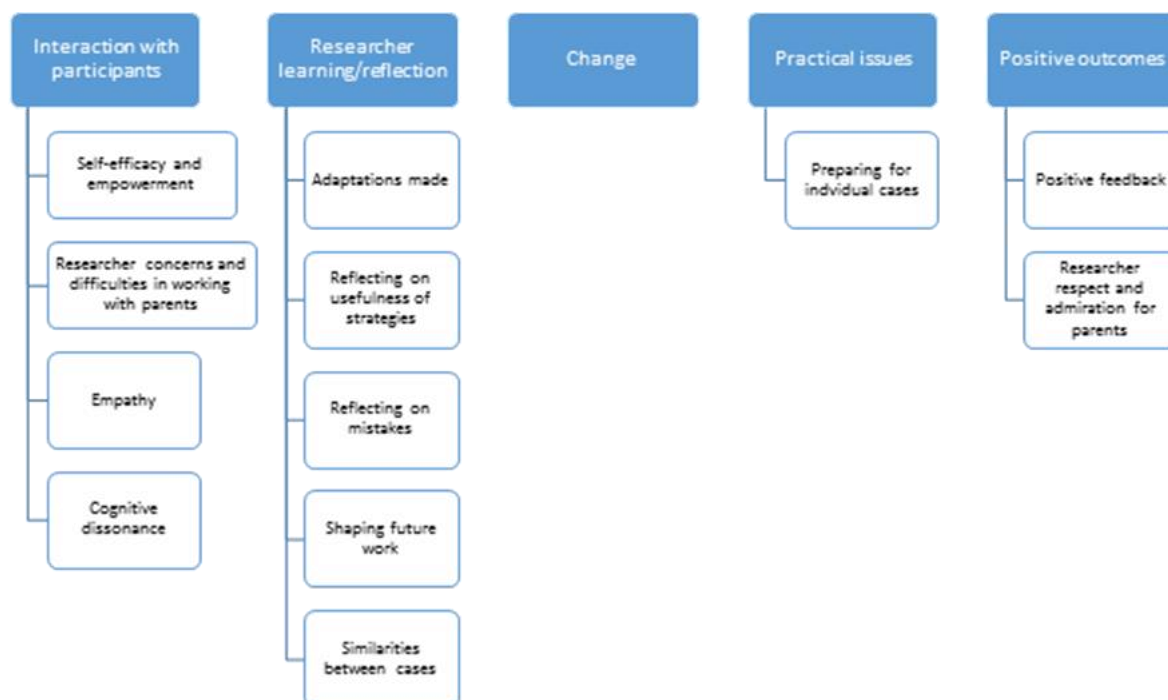 Interaction with
participants
Self-efficacy and
empowerment
Researcher concerns and
difficulties in working
with parents
Empathy
Cognitive
dissonance
Researcher
learning/reflection
Adaptations made
Reflecting on
usefulness of
strategies
Reflecting on
mistakes
Shaping future
work
Similarities
between cases
Change
Practical issues
Preparing for
indvidual cases
Positive outcomes
Positive feedback
Researcher
respect and
admiration for
parents